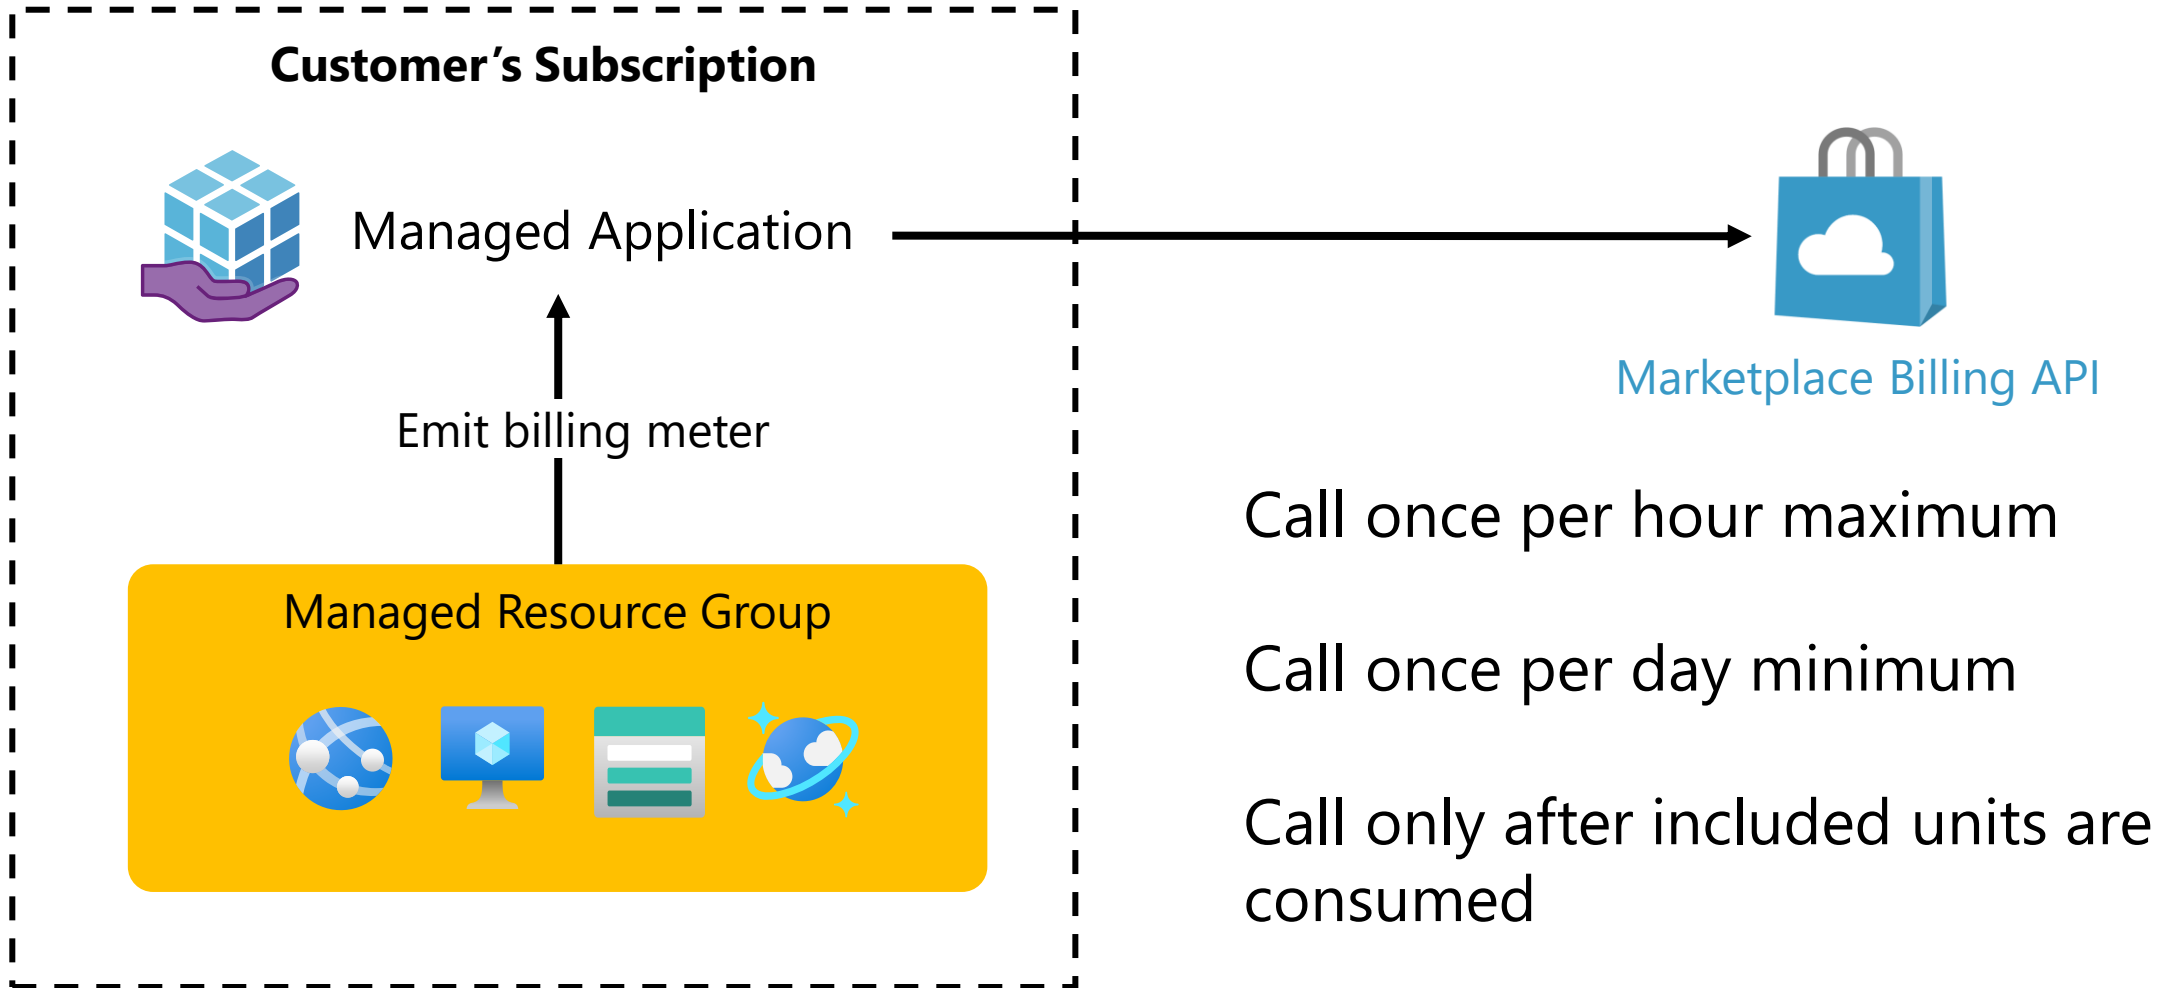 Customer’s Subscription
Managed Application
Emit billing meter
Managed Resource Group
Marketplace Billing API
Call once per hour maximum
Call once per day minimum
Call only after included units are
consumed